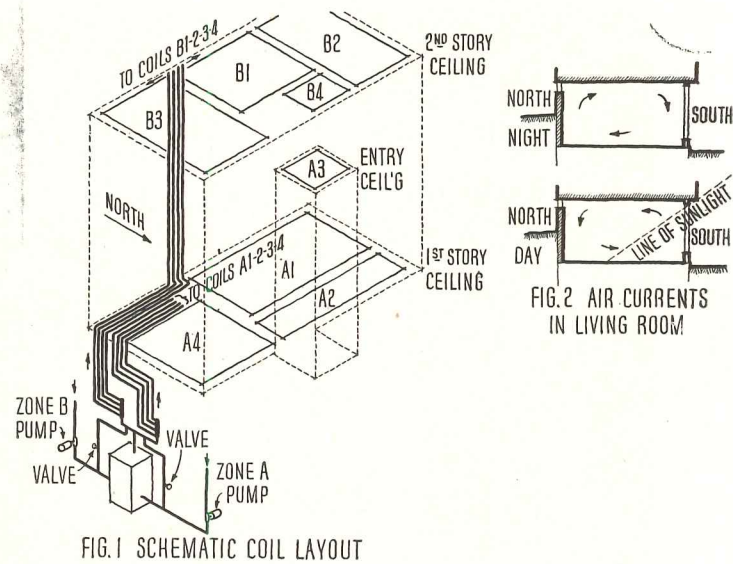 TO COILS B1-2-3-4
B2
2ND STORY
CEILING
B1
B4
B3
A3
ENTRY
CEIL'G
NORTH
TO COILS A1-2-3-4
A1
A2
1ST STORY
CEILING
A4
ZONE B
PUMP
VALVE
VALVE
ZONE A
PUMP
FIG.1 SCHEMATIC COIL LAYOUT
NORTH
SOUTH
NIGHT
NORTH
SOUTH
DAY
LINE OF SUNLIGHT
FIG.2 AIR CURRENTS
IN LIVING ROOM